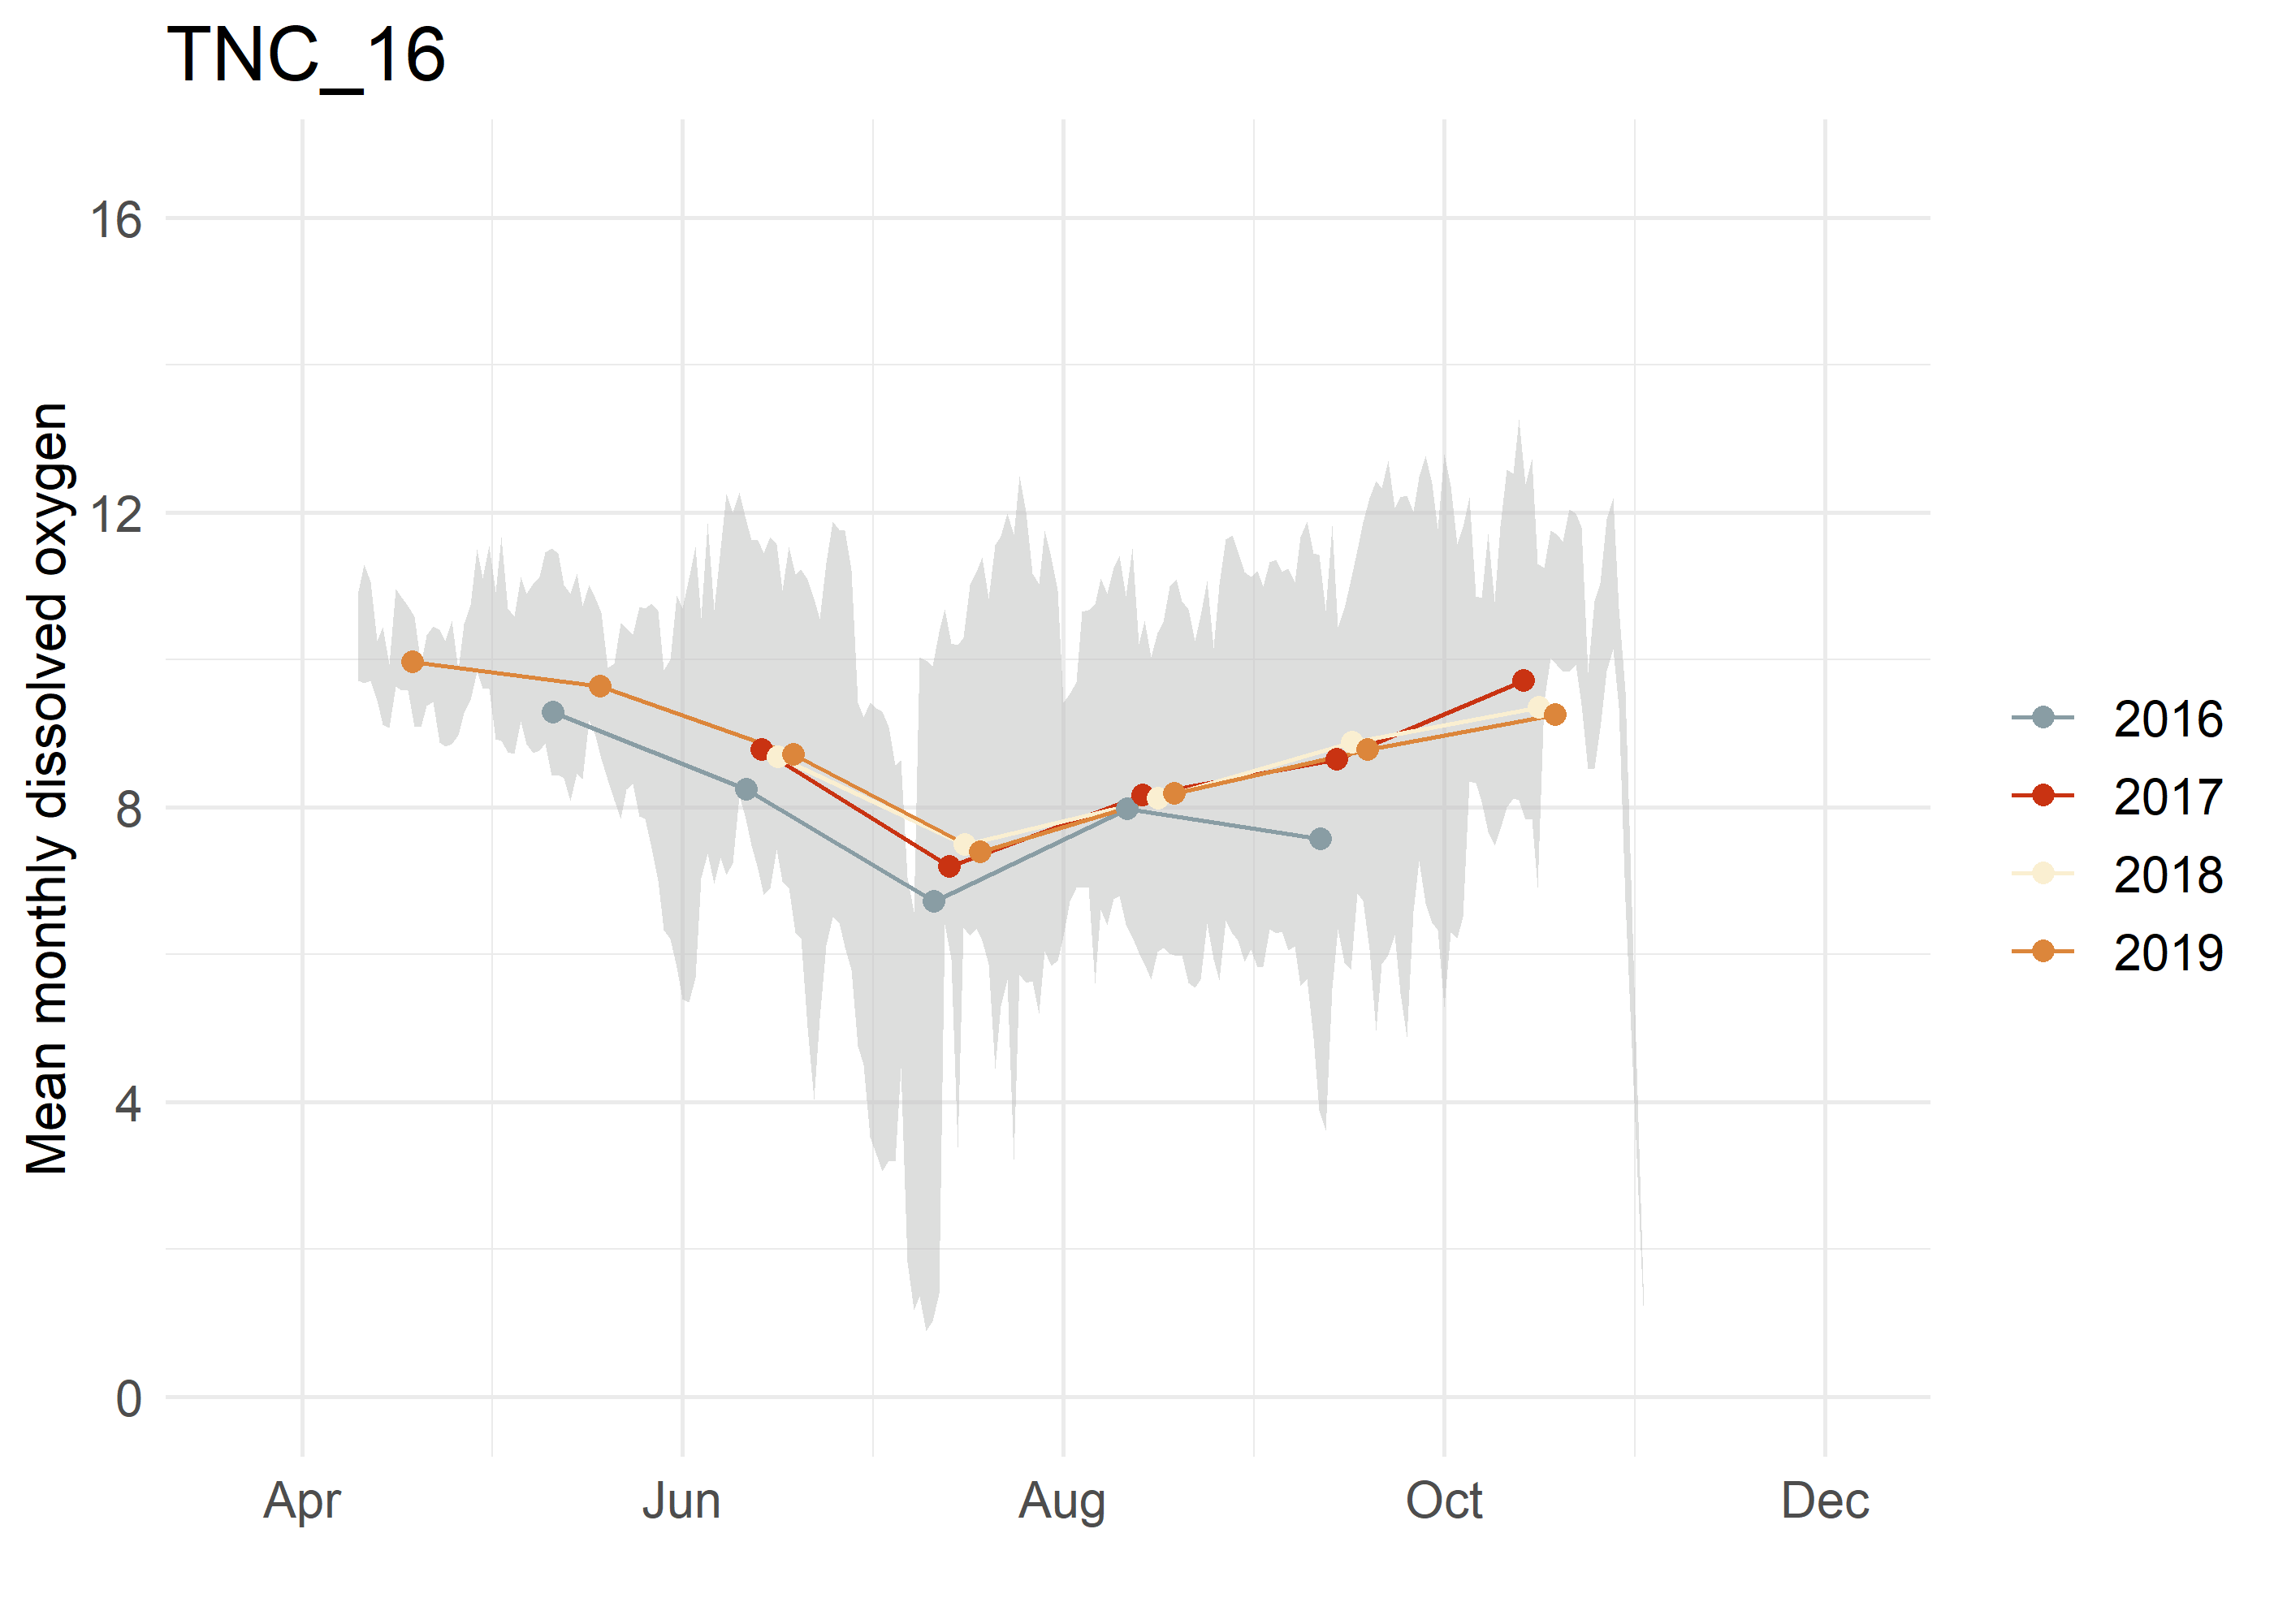 TNC_16
Mean monthly dissolved oxygen
16
12
8
4
0
Apr
Jun
Aug
Oct
Dec
2016
2017
2018
2019